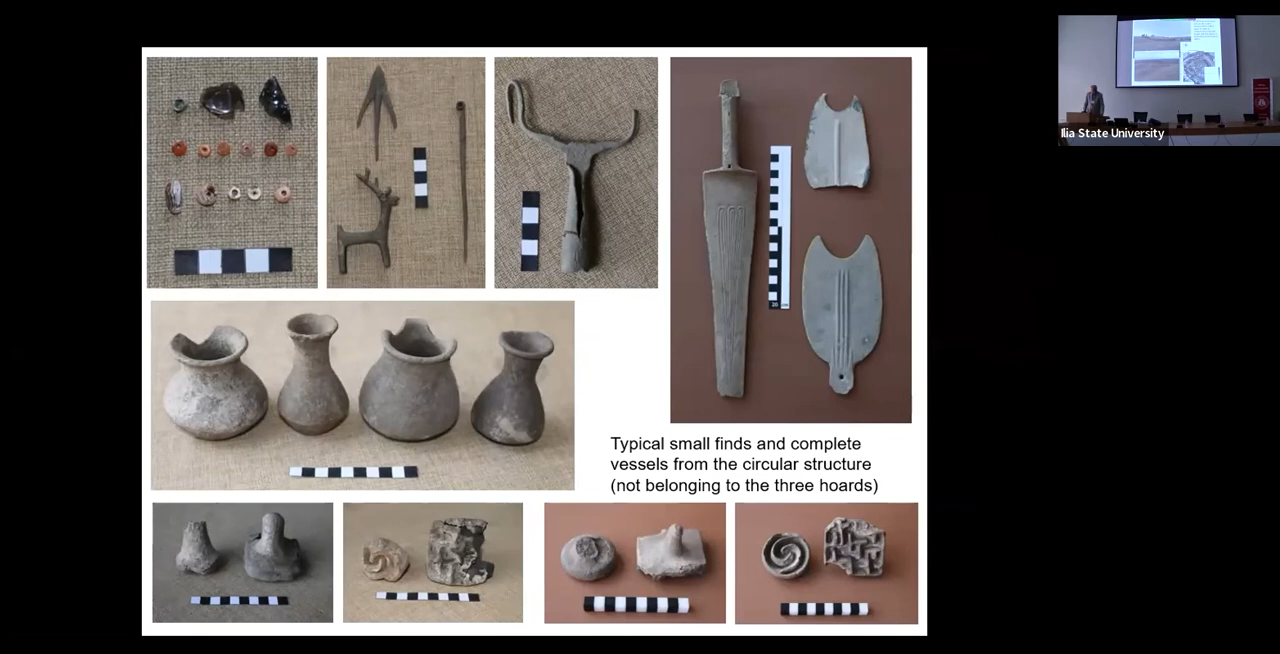 Typical small finds and complete
vessels from the circular structure
(not belonging to the three hoards)
Ilia State University